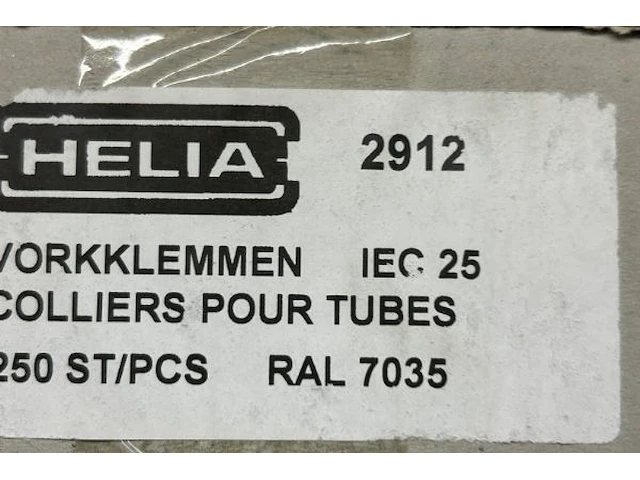 HELIA 2912
VORKKLEMMEN IEC 25
COLLIERS POUR TUBES
250 ST/PCS RAL 7035